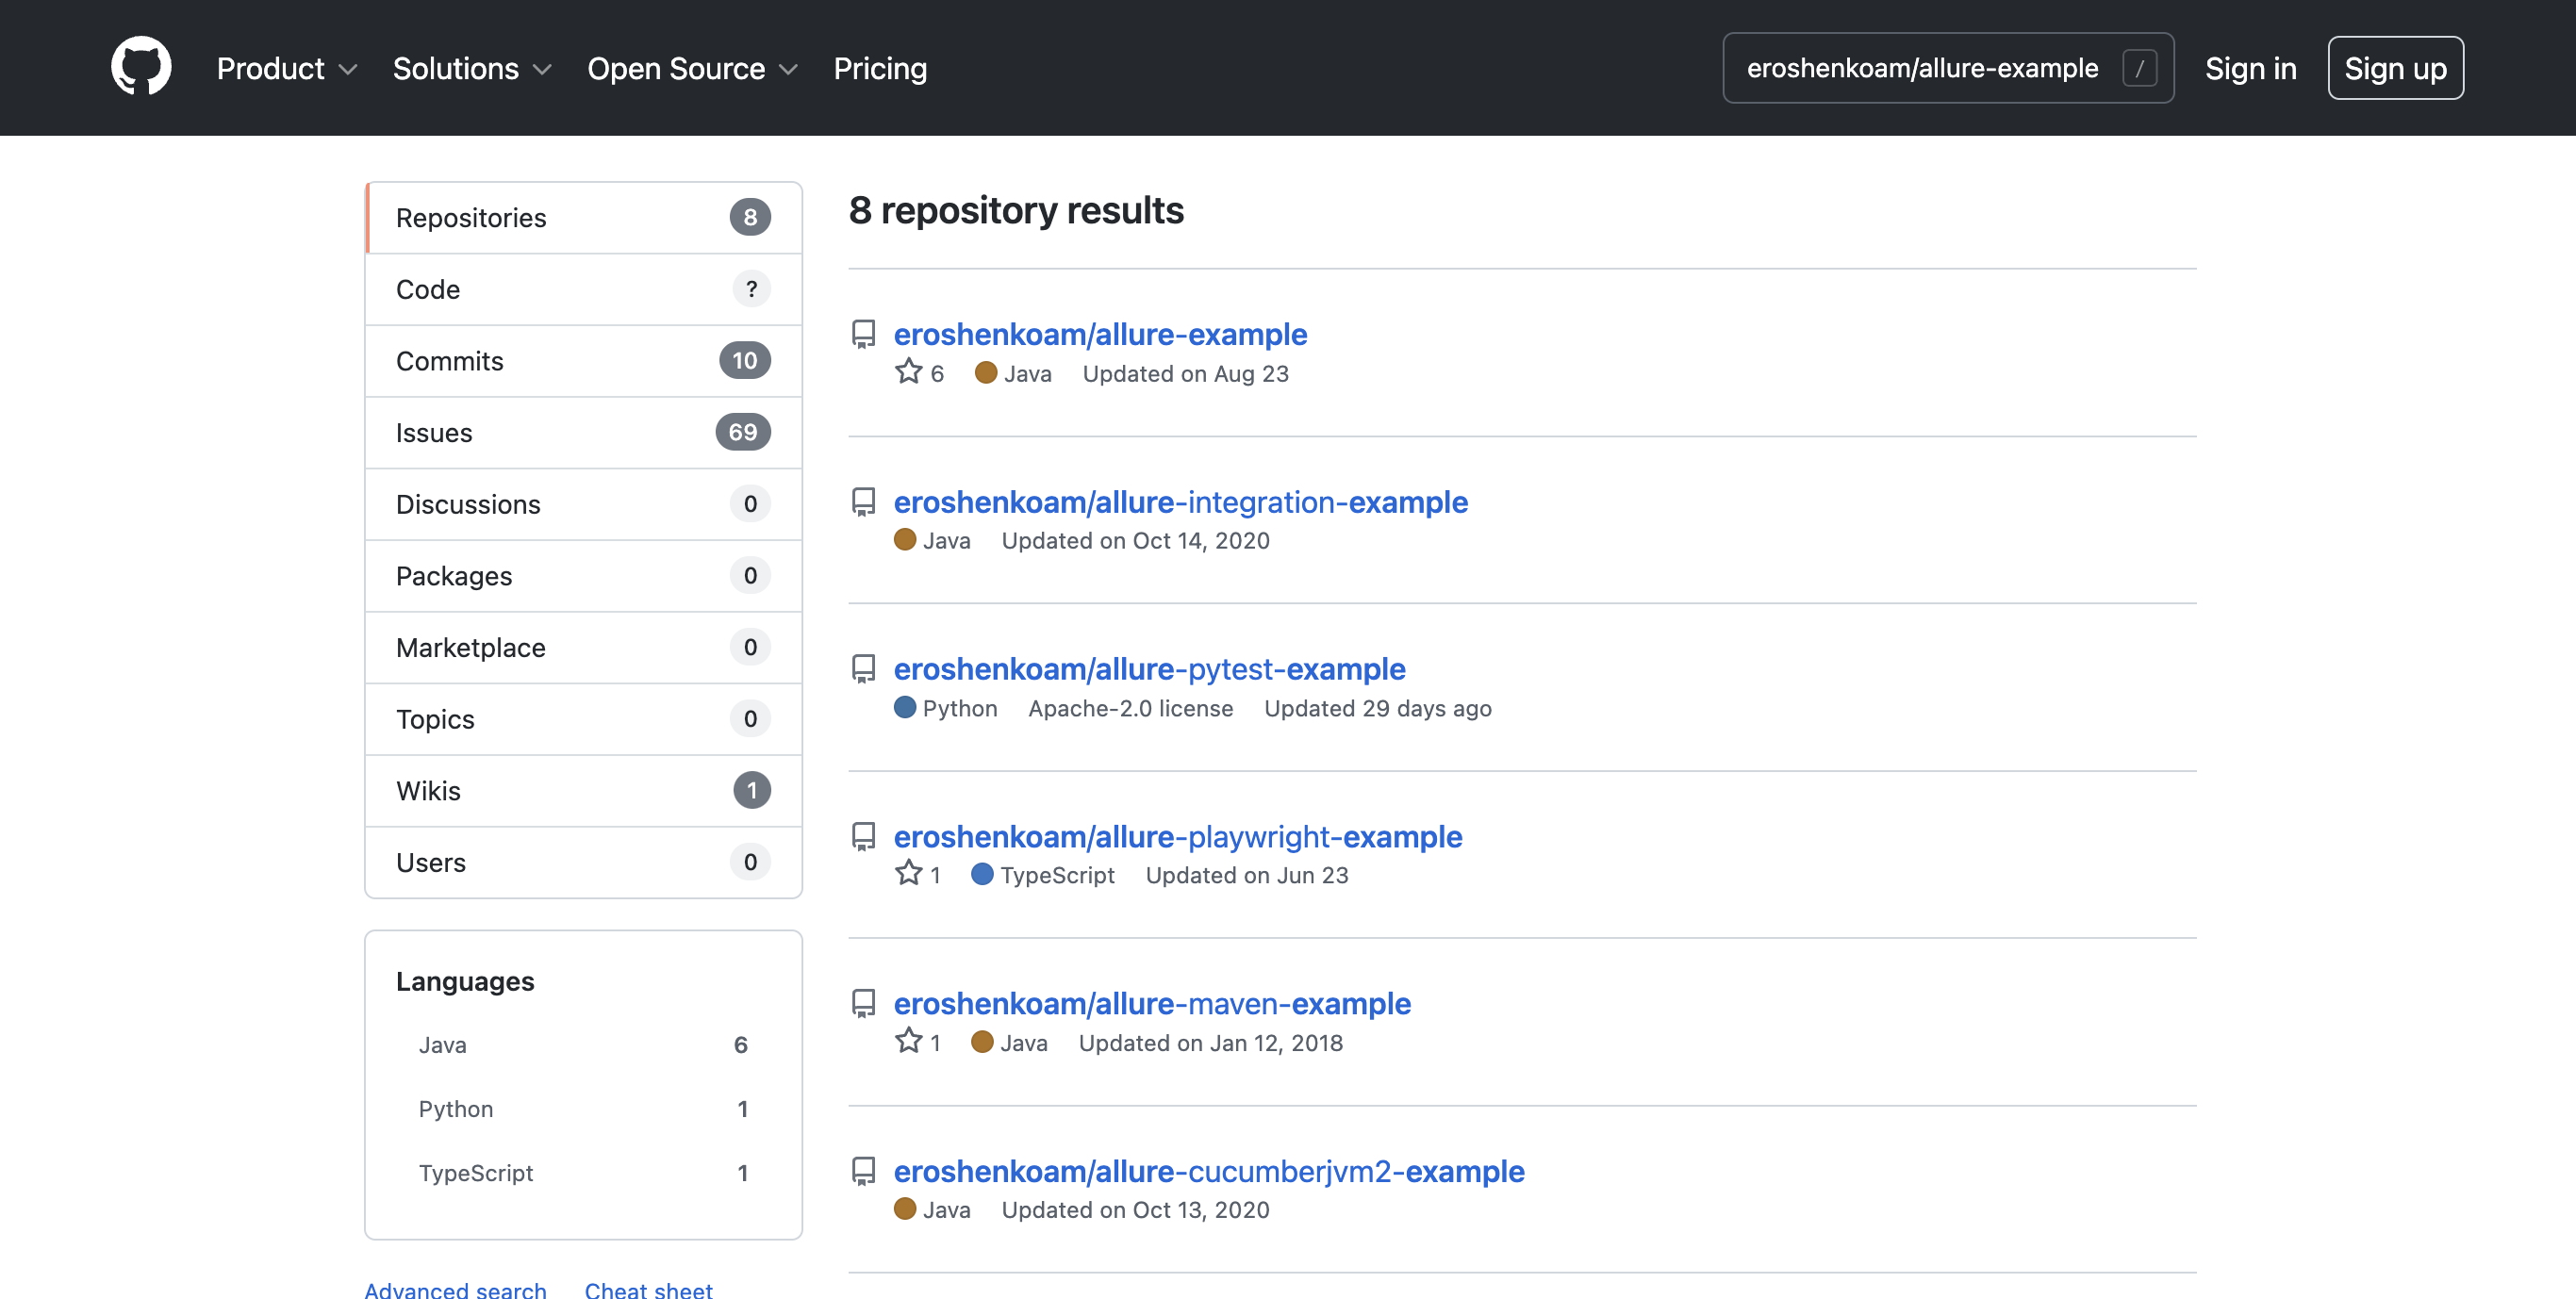 Product Solutions Open Source Pricing eroshenkoam/allure-example / Sign in Sign up
Repositories 8
Code ?
Commits 10
Issues 69
Discussions 0
Packages 0
Marketplace 0
Topics 0
Wikis 1
Users 0
Languages
Java 6
Python 1
TypeScript 1
Advanced search Cheat sheet
8 repository results
eroshenkoam/allure-example
6 Java Updated on Aug 23
eroshenkoam/allure-integration-example
Java Updated on Oct 14, 2020
eroshenkoam/allure-pytest-example
Python Apache-2.0 license Updated 29 days ago
eroshenkoam/allure-playwright-example
1 TypeScript Updated on Jun 23
eroshenkoam/allure-maven-example
1 Java Updated on Jan 12, 2018
eroshenkoam/allure-cucumberjvm2-example
Java Updated on Oct 13, 2020